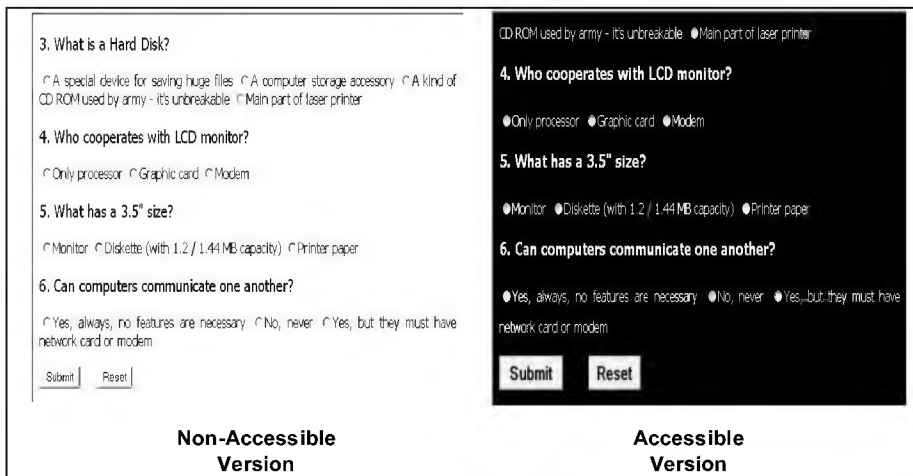 3. What is a Hard Disk?
A special device for saving huge files A computer storage accessory A kind of
CD ROM used by army - it's unbreakable Main part of laser printer
4. Who cooperates with LCD monitor?
Only processor Graphic card Modem
5. What has a 3.5" size?
Monitor Diskette (with 1.2 / 1.44 MB capacity) Printer paper
6. Can computers communicate one another?
Yes, always, no features are necessary No, never Yes, but they must have
network card or modem
Submit Reset
Non-Accessible
Version
CD ROM used by army - it's unbreakable Main part of laser printer
4. Who cooperates with LCD monitor?
Only processor Graphic card Modem
5. What has a 3.5" size?
Monitor Diskette (with 1.2 / 1.44 MB capacity) Printer paper
6. Can computers communicate one another?
Yes, always, no features are necessary No, never Yes, but they must have
network card or modem
Submit Reset
Accessible
Version